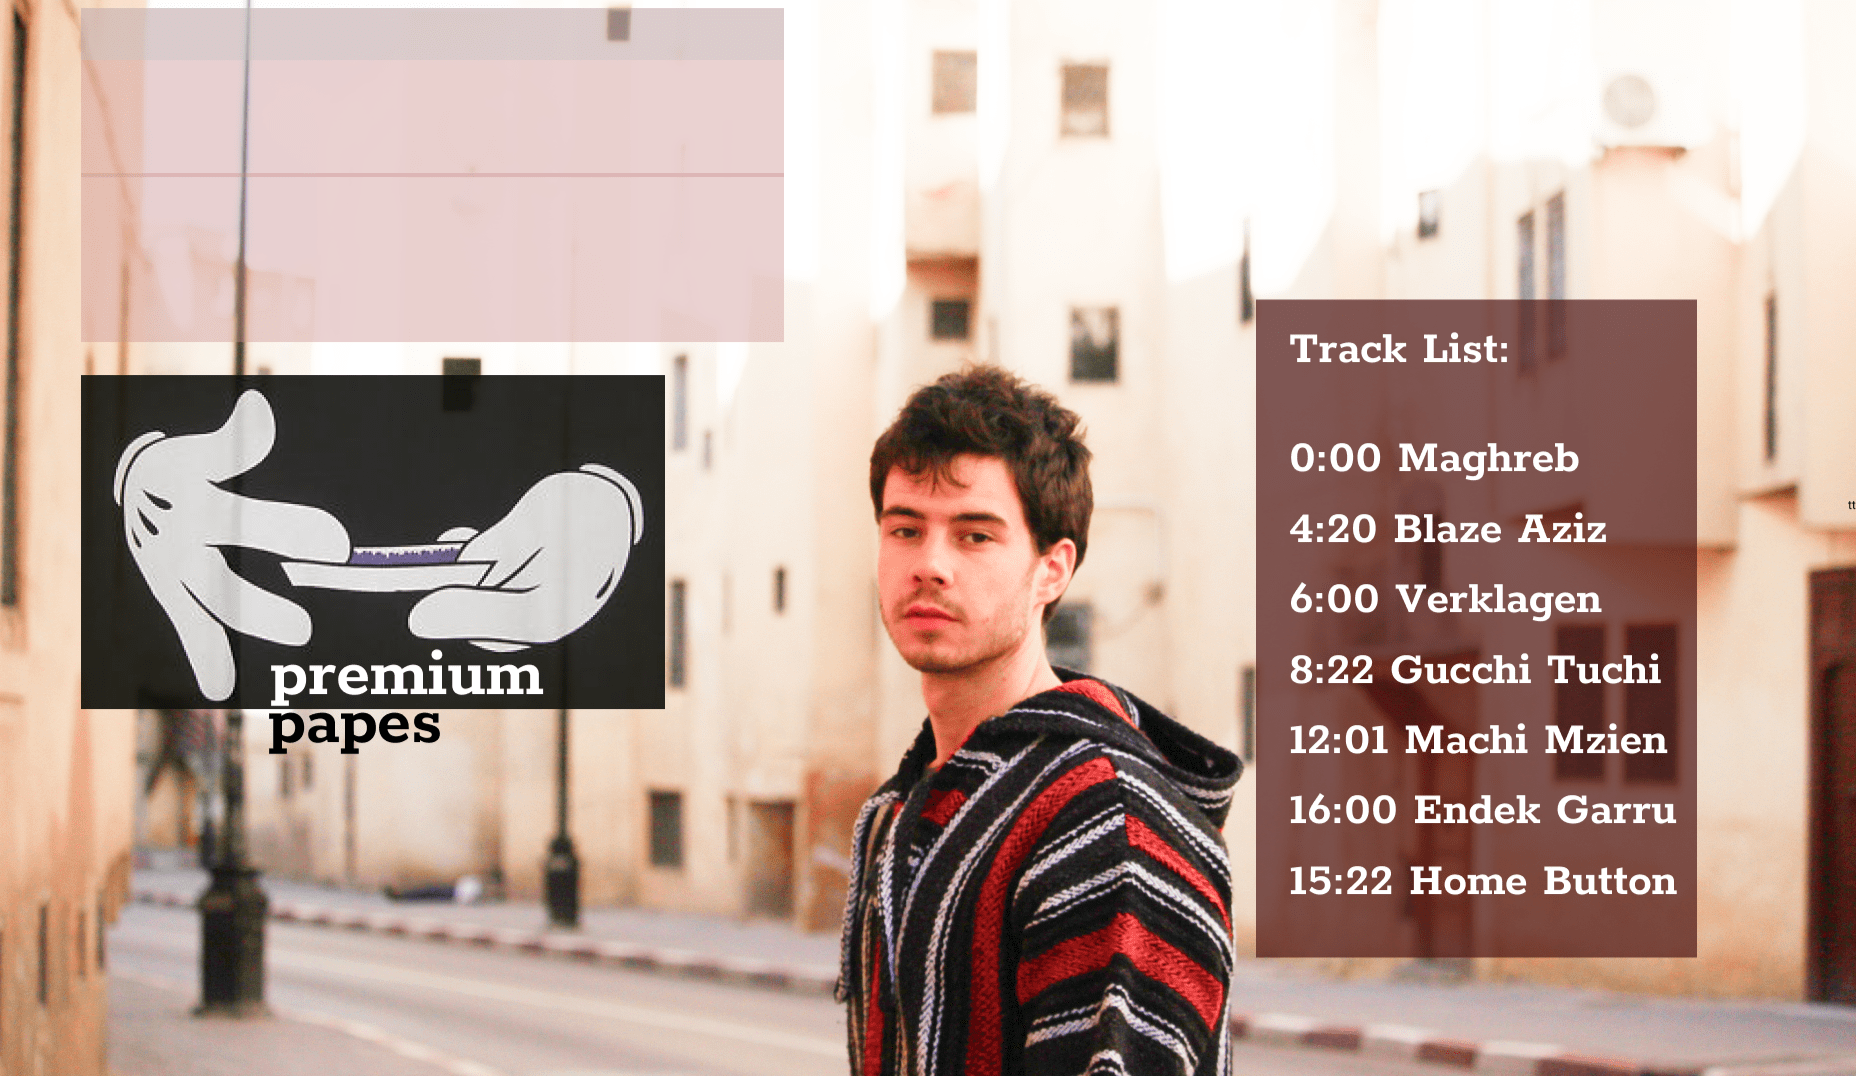 premium
papes
Track List:
0:00 Maghreb
4:20 Blaze Aziz
6:00 Verklagen
8:22 Gucchi Tuchi
12:01 Machi Mzien
16:00 Endek Garru
15:22 Home Button
tt